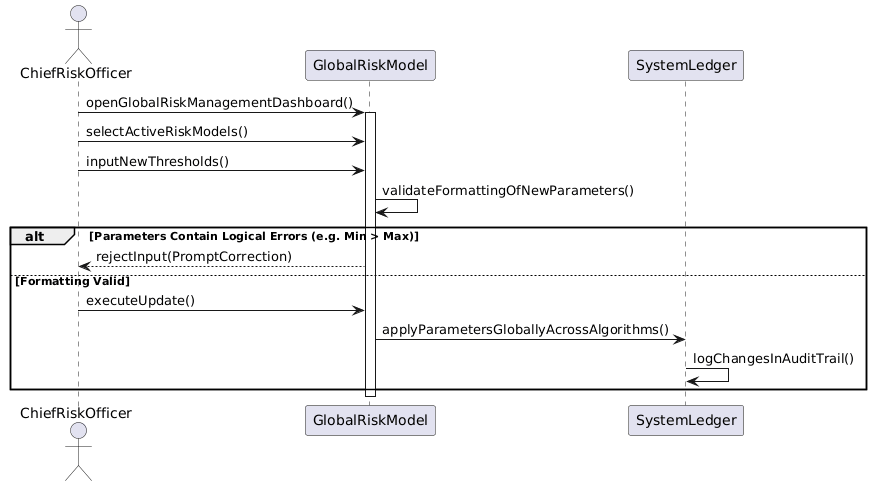 ChiefRiskOfficer
GlobalRiskModel
SystemLedger
openGlobalRiskManagementDashboard()
selectActiveRiskModels()
inputNewThresholds()
validateFormattingOfNewParameters()
alt
[Parameters Contain Logical Errors (e.g. Min > Max)]
rejectInput(PromptCorrection)
[Formatting Valid]
executeUpdate()
applyParametersGloballyAcrossAlgorithms()
logChangesInAuditTrail()
ChiefRiskOfficer
GlobalRiskModel
SystemLedger